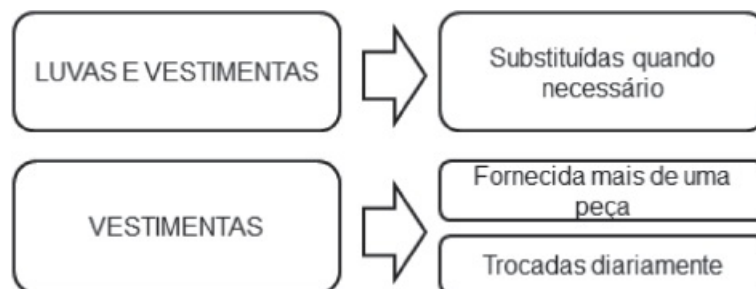 LUVAS E VESTIMENTAS
Substituídas quando
necessário
VESTIMENTAS
Fornecida mais de uma
peça
Trocadas diariamente